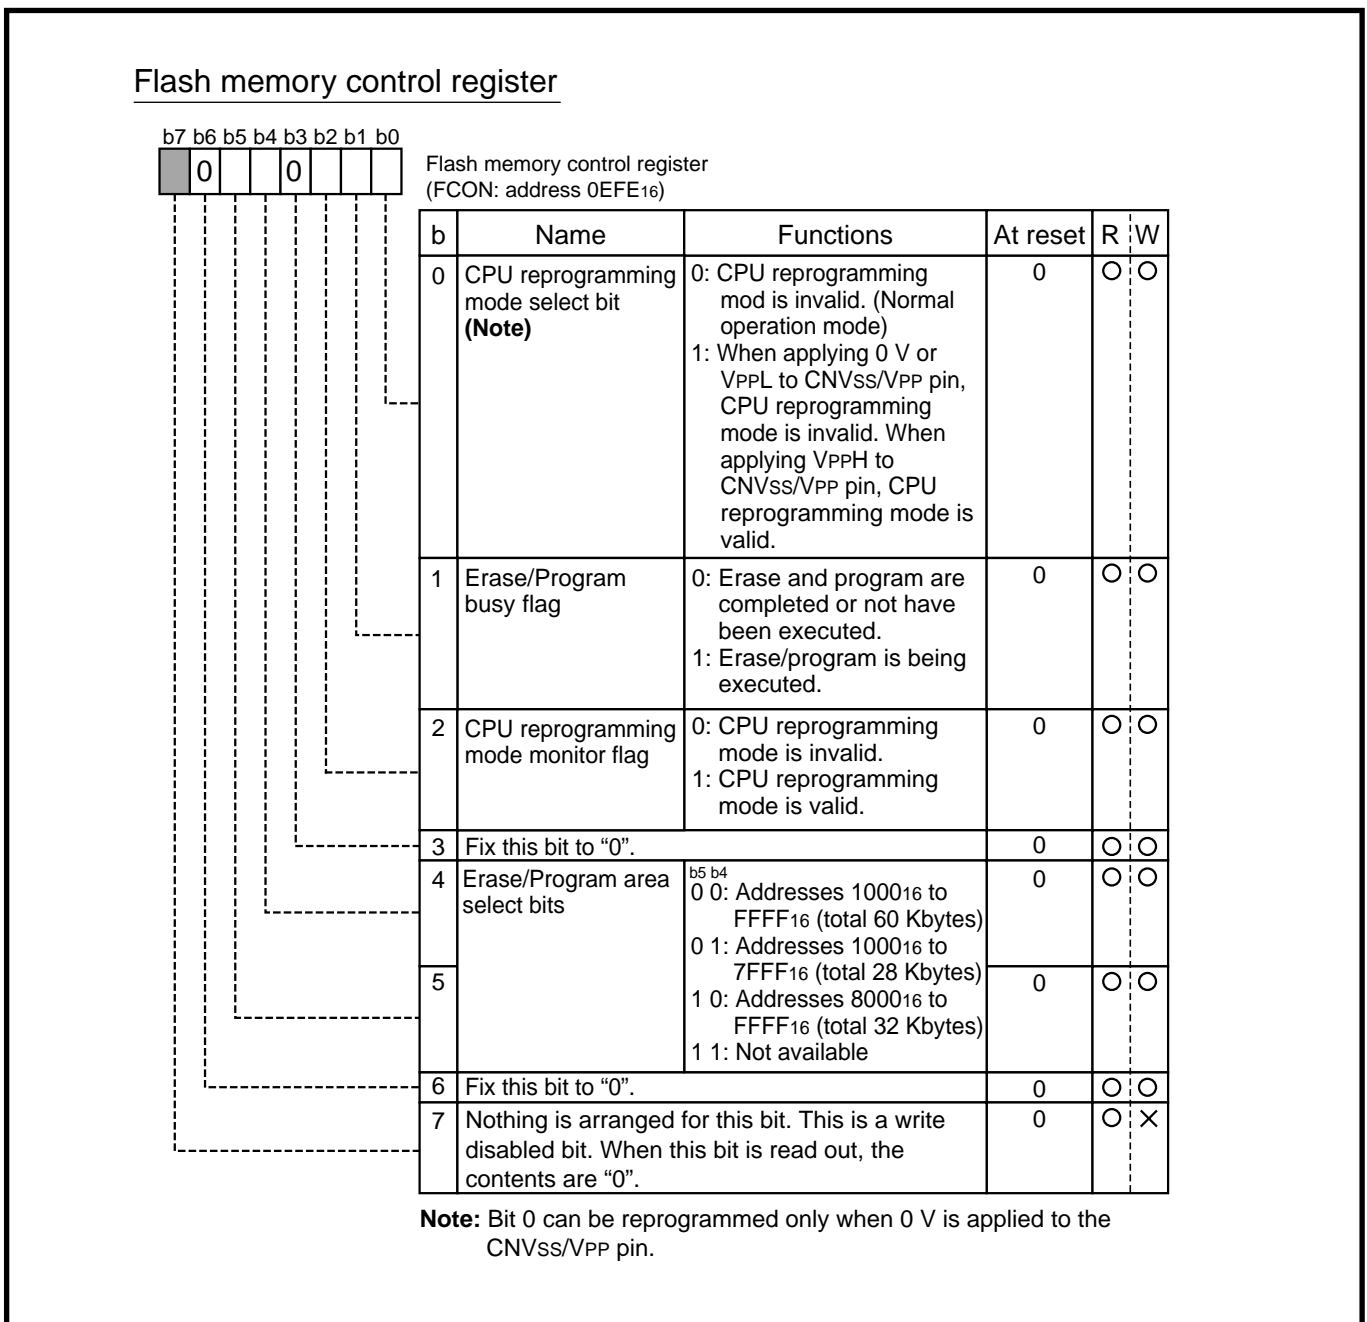 Flash memory control register
b7 b6 b5 b4 b3 b2 b1 b0
0 0
Flash memory control register
(FCON: address 0EFE16)
b Name Functions At reset R W
0 CPU reprogramming mode select bit (Note) 0 ○ ○
0: CPU reprogramming
mod is invalid. (Normal
operation mode)
1: When applying 0 V or
VPPL to CNVSS/VPP pin,
CPU reprogramming
mode is invalid. When
applying VPPH to
CNVSS/VPP pin, CPU
reprogramming mode is
valid.
1 Erase/Program busy flag 0 ○ ○
0: Erase and program are
completed or not have
been executed.
1: Erase/program is being
executed.
2 CPU reprogramming mode monitor flag 0 ○ ○
0: CPU reprogramming
mode is invalid.
1: CPU reprogramming
mode is valid.
3 Fix this bit to “0”. 0 ○ ○
4 Erase/Program area select bits 0 ○ ○
b5 b4
0 0: Addresses 100016 to
FFFF16 (total 60 Kbytes)
0 1: Addresses 100016 to
7FFF16 (total 28 Kbytes)
5 0 ○ ○
1 0: Addresses 800016 to
FFFF16 (total 32 Kbytes)
1 1: Not available
6 Fix this bit to “0”. 0 ○ ○
7 Nothing is arranged for this bit. This is a write 0 ○ ×
disabled bit. When this bit is read out, the
contents are “0”.
Note: Bit 0 can be reprogrammed only when 0 V is applied to the
CNVSS/VPP pin.